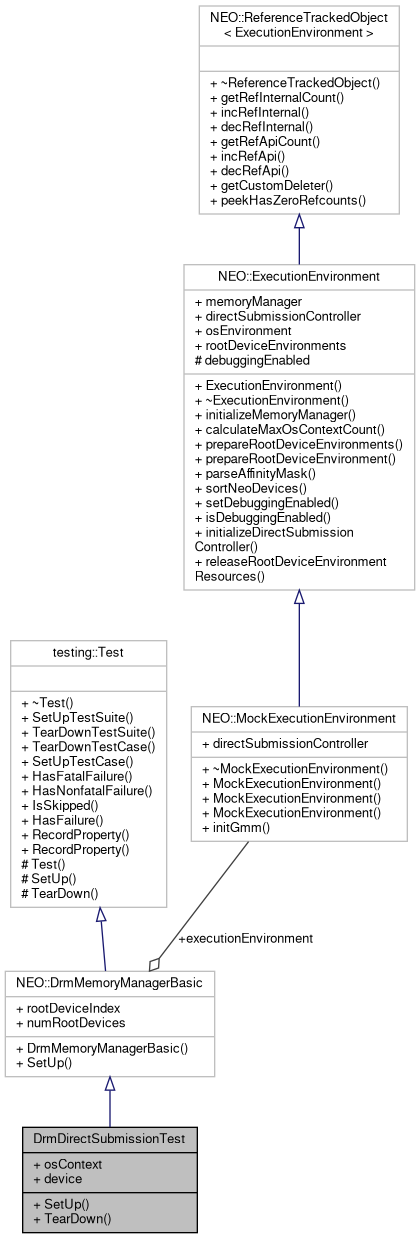 NEO::ReferenceTrackedObject
< ExecutionEnvironment >
+ ~ReferenceTrackedObject()
+ getRefInternalCount()
+ incRefInternal()
+ decRefInternal()
+ getRefApiCount()
+ incRefApi()
+ decRefApi()
+ getCustomDeleter()
+ peekHasZeroRefcounts()
NEO::ExecutionEnvironment
+ memoryManager
+ directSubmissionController
+ osEnvironment
+ rootDeviceEnvironments
# debuggingEnabled
+ ExecutionEnvironment()
+ ~ExecutionEnvironment()
+ initializeMemoryManager()
+ calculateMaxOsContextCount()
+ prepareRootDeviceEnvironments()
+ prepareRootDeviceEnvironment()
+ parseAffinityMask()
+ sortNeoDevices()
+ setDebuggingEnabled()
+ isDebuggingEnabled()
+ initializeDirectSubmission
Controller()
+ releaseRootDeviceEnvironment
Resources()
testing::Test
+ ~Test()
+ SetUpTestSuite()
+ TearDownTestSuite()
+ TearDownTestCase()
+ SetUpTestCase()
+ HasFatalFailure()
+ HasNonfatalFailure()
+ IsSkipped()
+ HasFailure()
+ RecordProperty()
+ RecordProperty()
# Test()
# SetUp()
# TearDown()
NEO::MockExecutionEnvironment
+ directSubmissionController
+ ~MockExecutionEnvironment()
+ MockExecutionEnvironment()
+ MockExecutionEnvironment()
+ MockExecutionEnvironment()
+ initGmm()
+executionEnvironment
NEO::DrmMemoryManagerBasic
+ rootDeviceIndex
+ numRootDevices
+ DrmMemoryManagerBasic()
+ SetUp()
DrmDirectSubmissionTest
+ osContext
+ device
+ SetUp()
+ TearDown()